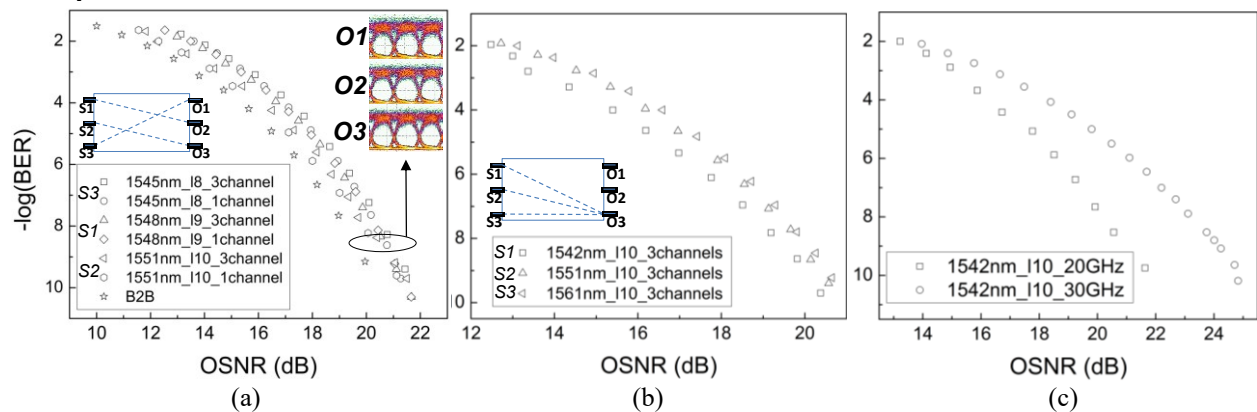 O1
O2
O3
S1 O1
S2 O2
S3 O3
S3 1545nm_I8_3channel
1545nm_I8_1channel
S1 1548nm_I9_3channel
1548nm_I9_1channel
S2 1551nm_I10_3channel
1551nm_I10_1channel
B2B
-log(BER)
2
4
6
8
10
10 12 14 16 18 20 22
OSNR (dB)
(a)
2
4
6
8
10
S1 O1
S2 O2
S3 O3
S1 1542nm_I10_3channels
S2 1551nm_I10_3channels
S3 1561nm_I10_3channels
12 14 16 18 20
OSNR (dB)
(b)
2
4
6
8
10
1542nm_I10_20GHz
1542nm_I10_30GHz
14 16 18 20 22 24
OSNR (dB)
(c)